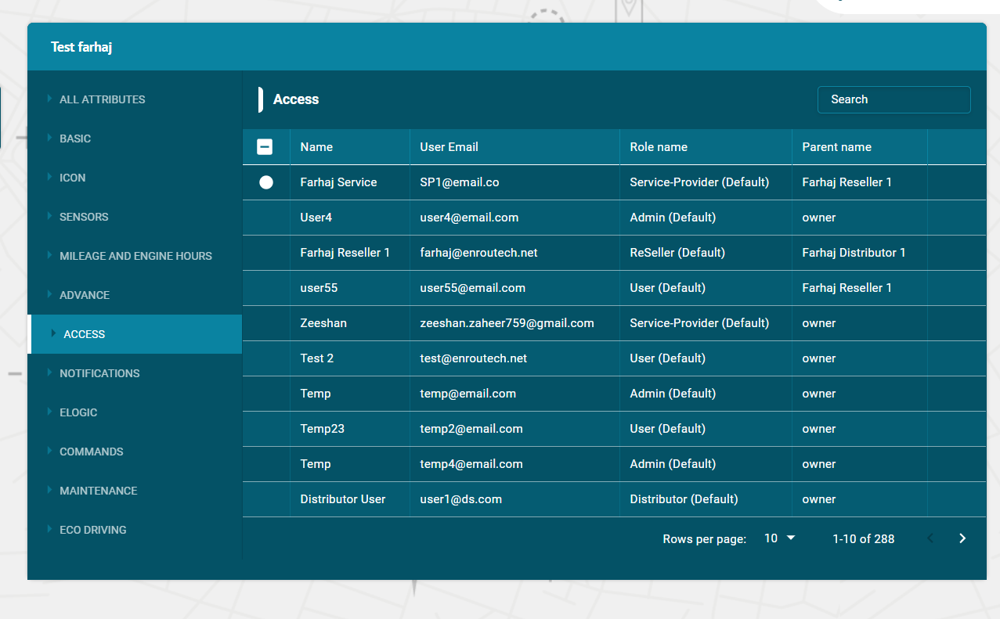 Test farhaj
ALL ATTRIBUTES
BASIC
ICON
SENSORS
MILEAGE AND ENGINE HOURS
ADVANCE
ACCESS
NOTIFICATIONS
ELOGIC
COMMANDS
MAINTENANCE
ECO DRIVING
Access
Search
Name User Email Role name Parent name
Farhaj Service SP1@email.co Service-Provider (Default) Farhaj Reseller 1
User4 user4@email.com Admin (Default) owner
Farhaj Reseller 1 farhaj@enroutech.net ReSeller (Default) Farhaj Distributor 1
user55 user55@email.com User (Default) Farhaj Reseller 1
Zeeshan zeeshan.zaheer759@gmail.com Service-Provider (Default) owner
Test 2 test@enroutech.net User (Default) owner
Temp temp@email.com Admin (Default) owner
Temp23 temp2@email.com User (Default) owner
Temp temp4@email.com Admin (Default) owner
Distributor User user1@ds.com Distributor (Default) owner
Rows per page: 10 1-10 of 288